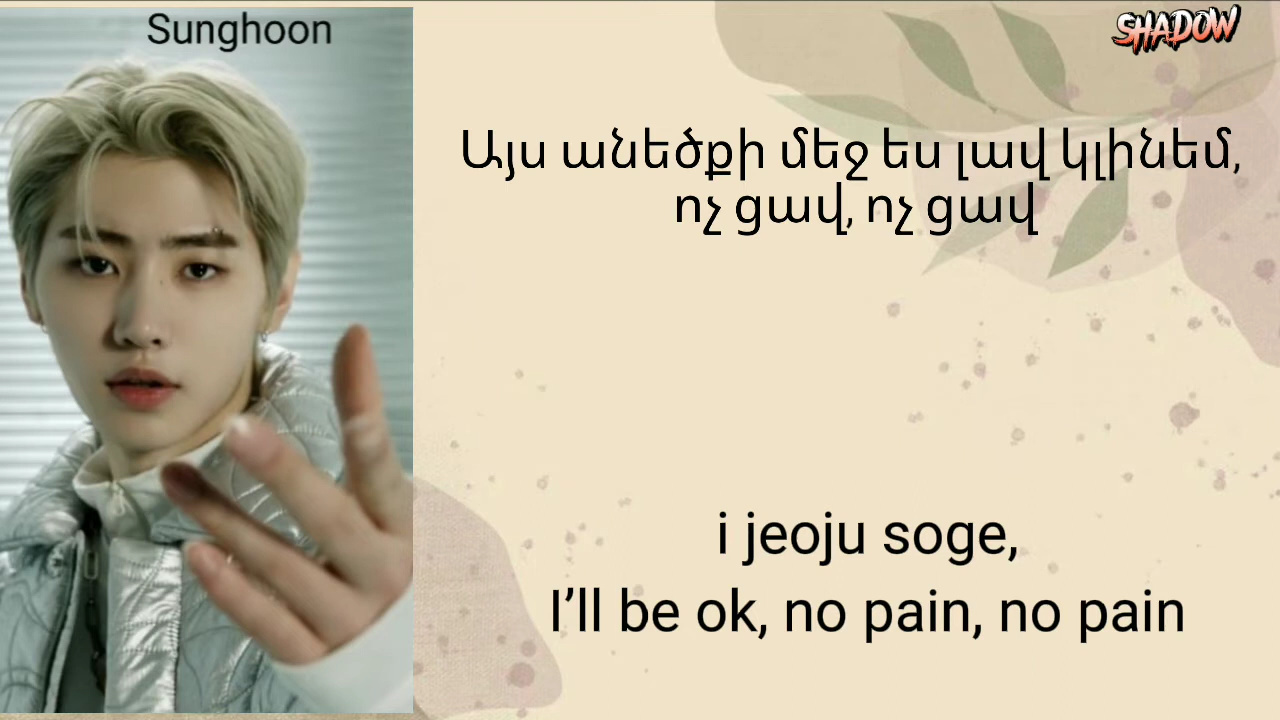 Sunghoon
SHADOW
Այս անեծքի մեջ ես լավ կլինեմ,
ոչ ցավ, ոչ ցավ
i jeoju soge,
I’ll be ok, no pain, no pain